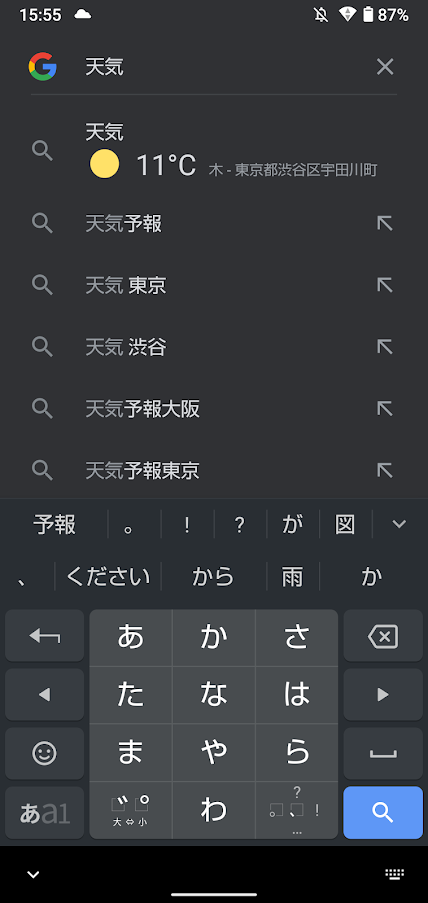 15:55 87%
天気
天気
11°C 木 - 東京都渋谷区宇田川町
天気予報
天気 東京
天気 渋谷
天気予報大阪
天気予報東京
予報 。 ! ? が 図
、 ください から 雨 か
あ か さ
た な は
ま や ら
あa1 ゛゜ 大⇔小 わ 。?、! …